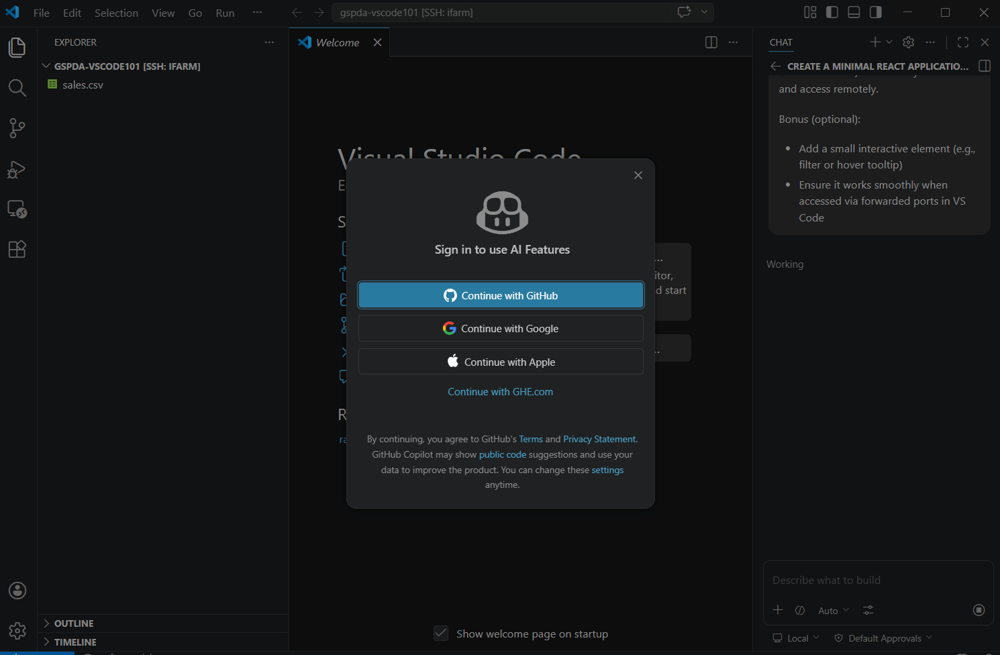 File Edit Selection View Go Run ···
gspda-vscode101 [SSH: ifarm]
EXPLORER
GSPDA-VSCODE101 [SSH: IFARM]
sales.csv
OUTLINE
TIMELINE
Welcome
Visual Studio Code
Sign in to use AI Features
Continue with GitHub
Continue with Google
Continue with Apple
Continue with GHE.com
By continuing, you agree to GitHub's Terms and Privacy Statement.
GitHub Copilot may show public code suggestions and use your
data to improve the product. You can change these settings
anytime.
...
itor,
d start
Show welcome page on startup
CHAT
CREATE A MINIMAL REACT APPLICATIO...
and access remotely.
Bonus (optional):
• Add a small interactive element (e.g.,
filter or hover tooltip)
• Ensure it works smoothly when
accessed via forwarded ports in VS
Code
Working
Describe what to build
Auto
Local Default Approvals